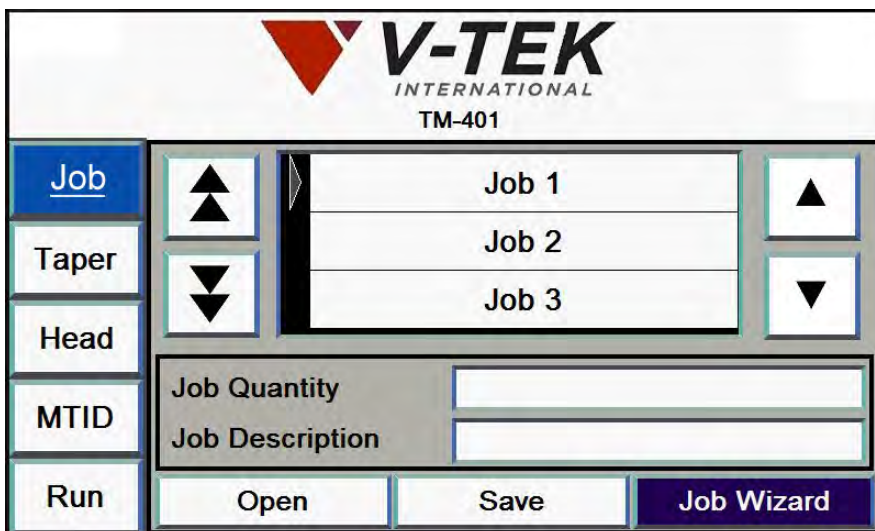 V-TEK
INTERNATIONAL
TM-401
Job
Taper
Head
MTID
Run
Job 1
Job 2
Job 3
Job Quantity
Job Description
Open
Save
Job Wizard